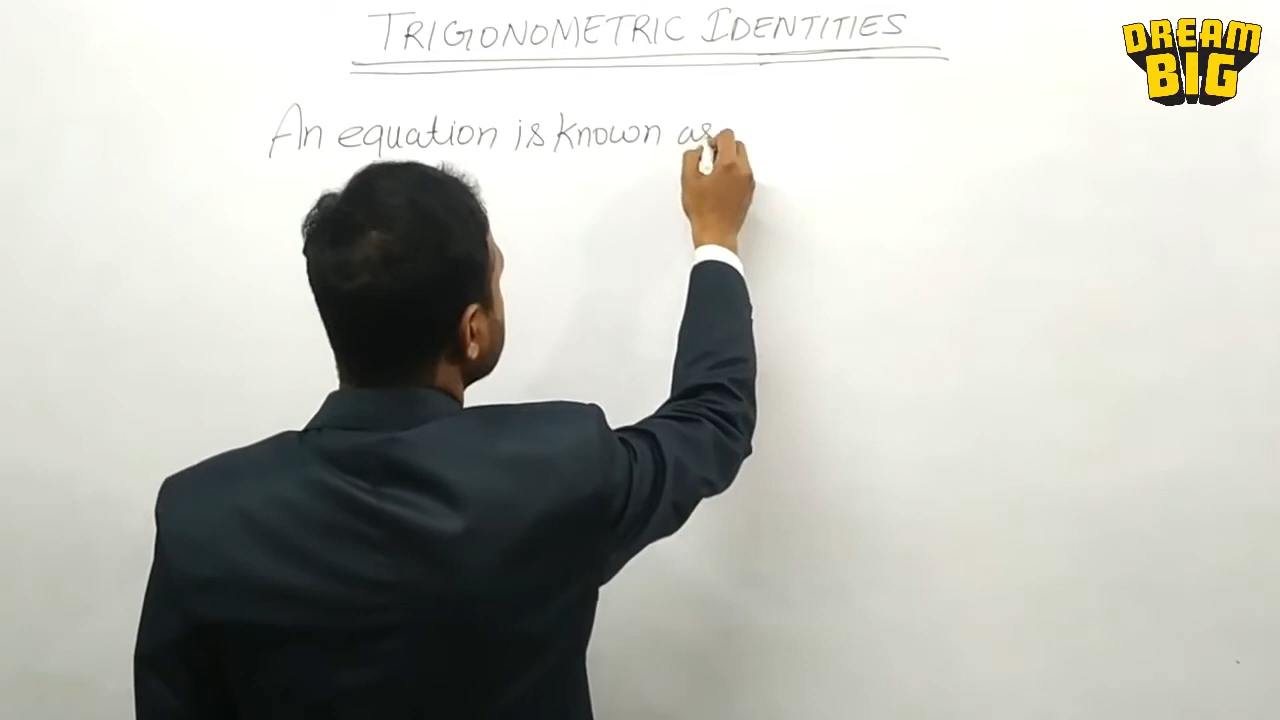 TRIGONOMETRIC IDENTITIES
DREAM
BIG
An equation is known as